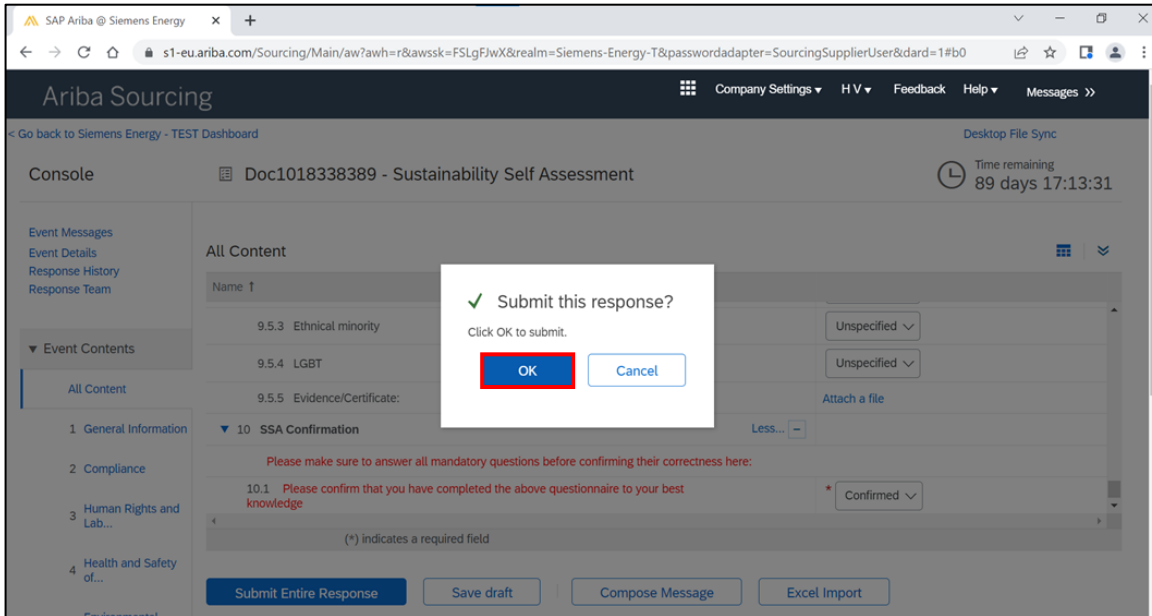 SAP Ariba @ Siemens Energy
s1-eu.ariba.com/Sourcing/Main/aw?awh=r&awssk=FSLgFJwX&realm=Siemens-Energy-T&passwordadapter=SourcingSupplierUser&dard=1#b0
Ariba Sourcing
Company Settings
H V
Feedback
Help
Messages >>
< Go back to Siemens Energy - TEST Dashboard
Desktop File Sync
Console
Doc1018338389 - Sustainability Self Assessment
Time remaining
89 days 17:13:31
Event Messages
Event Details
Response History
Response Team
Event Contents
All Content
1 General Information
2 Compliance
3 Human Rights and
Lab...
4 Health and Safety
of...
All Content
Name ↑
9.5.3 Ethnical minority
Unspecified
9.5.4 LGBT
Unspecified
9.5.5 Evidence/Certificate:
Attach a file
10 SSA Confirmation
Less...
Please make sure to answer all mandatory questions before confirming their correctness here:
10.1 Please confirm that you have completed the above questionnaire to your best
knowledge
* Confirmed
(*) indicates a required field
Submit this response?
Click OK to submit.
OK
Cancel
Submit Entire Response
Save draft
Compose Message
Excel Import